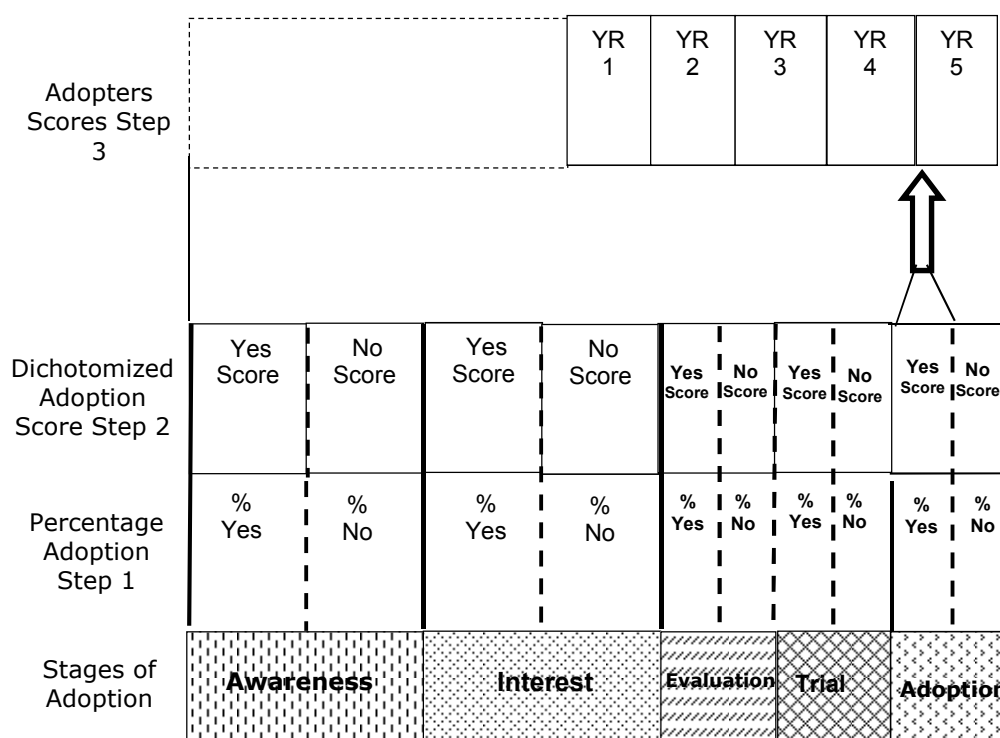 YR
1
YR
2
YR
3
YR
4
YR
5
Adopters
Scores Step
3
Dichotomized
Adoption
Score Step 2
Yes
Score
No
Score
Yes
Score
No
Score
Yes
Score
No
Score
Yes
Score
No
Score
Yes
Score
No
Score
Percentage
Adoption
Step 1
%
Yes
%
No
%
Yes
%
No
%
Yes
%
No
%
Yes
%
No
%
Yes
%
No
Stages of
Adoption
Awareness
Interest
Evaluation
Trial
Adoption